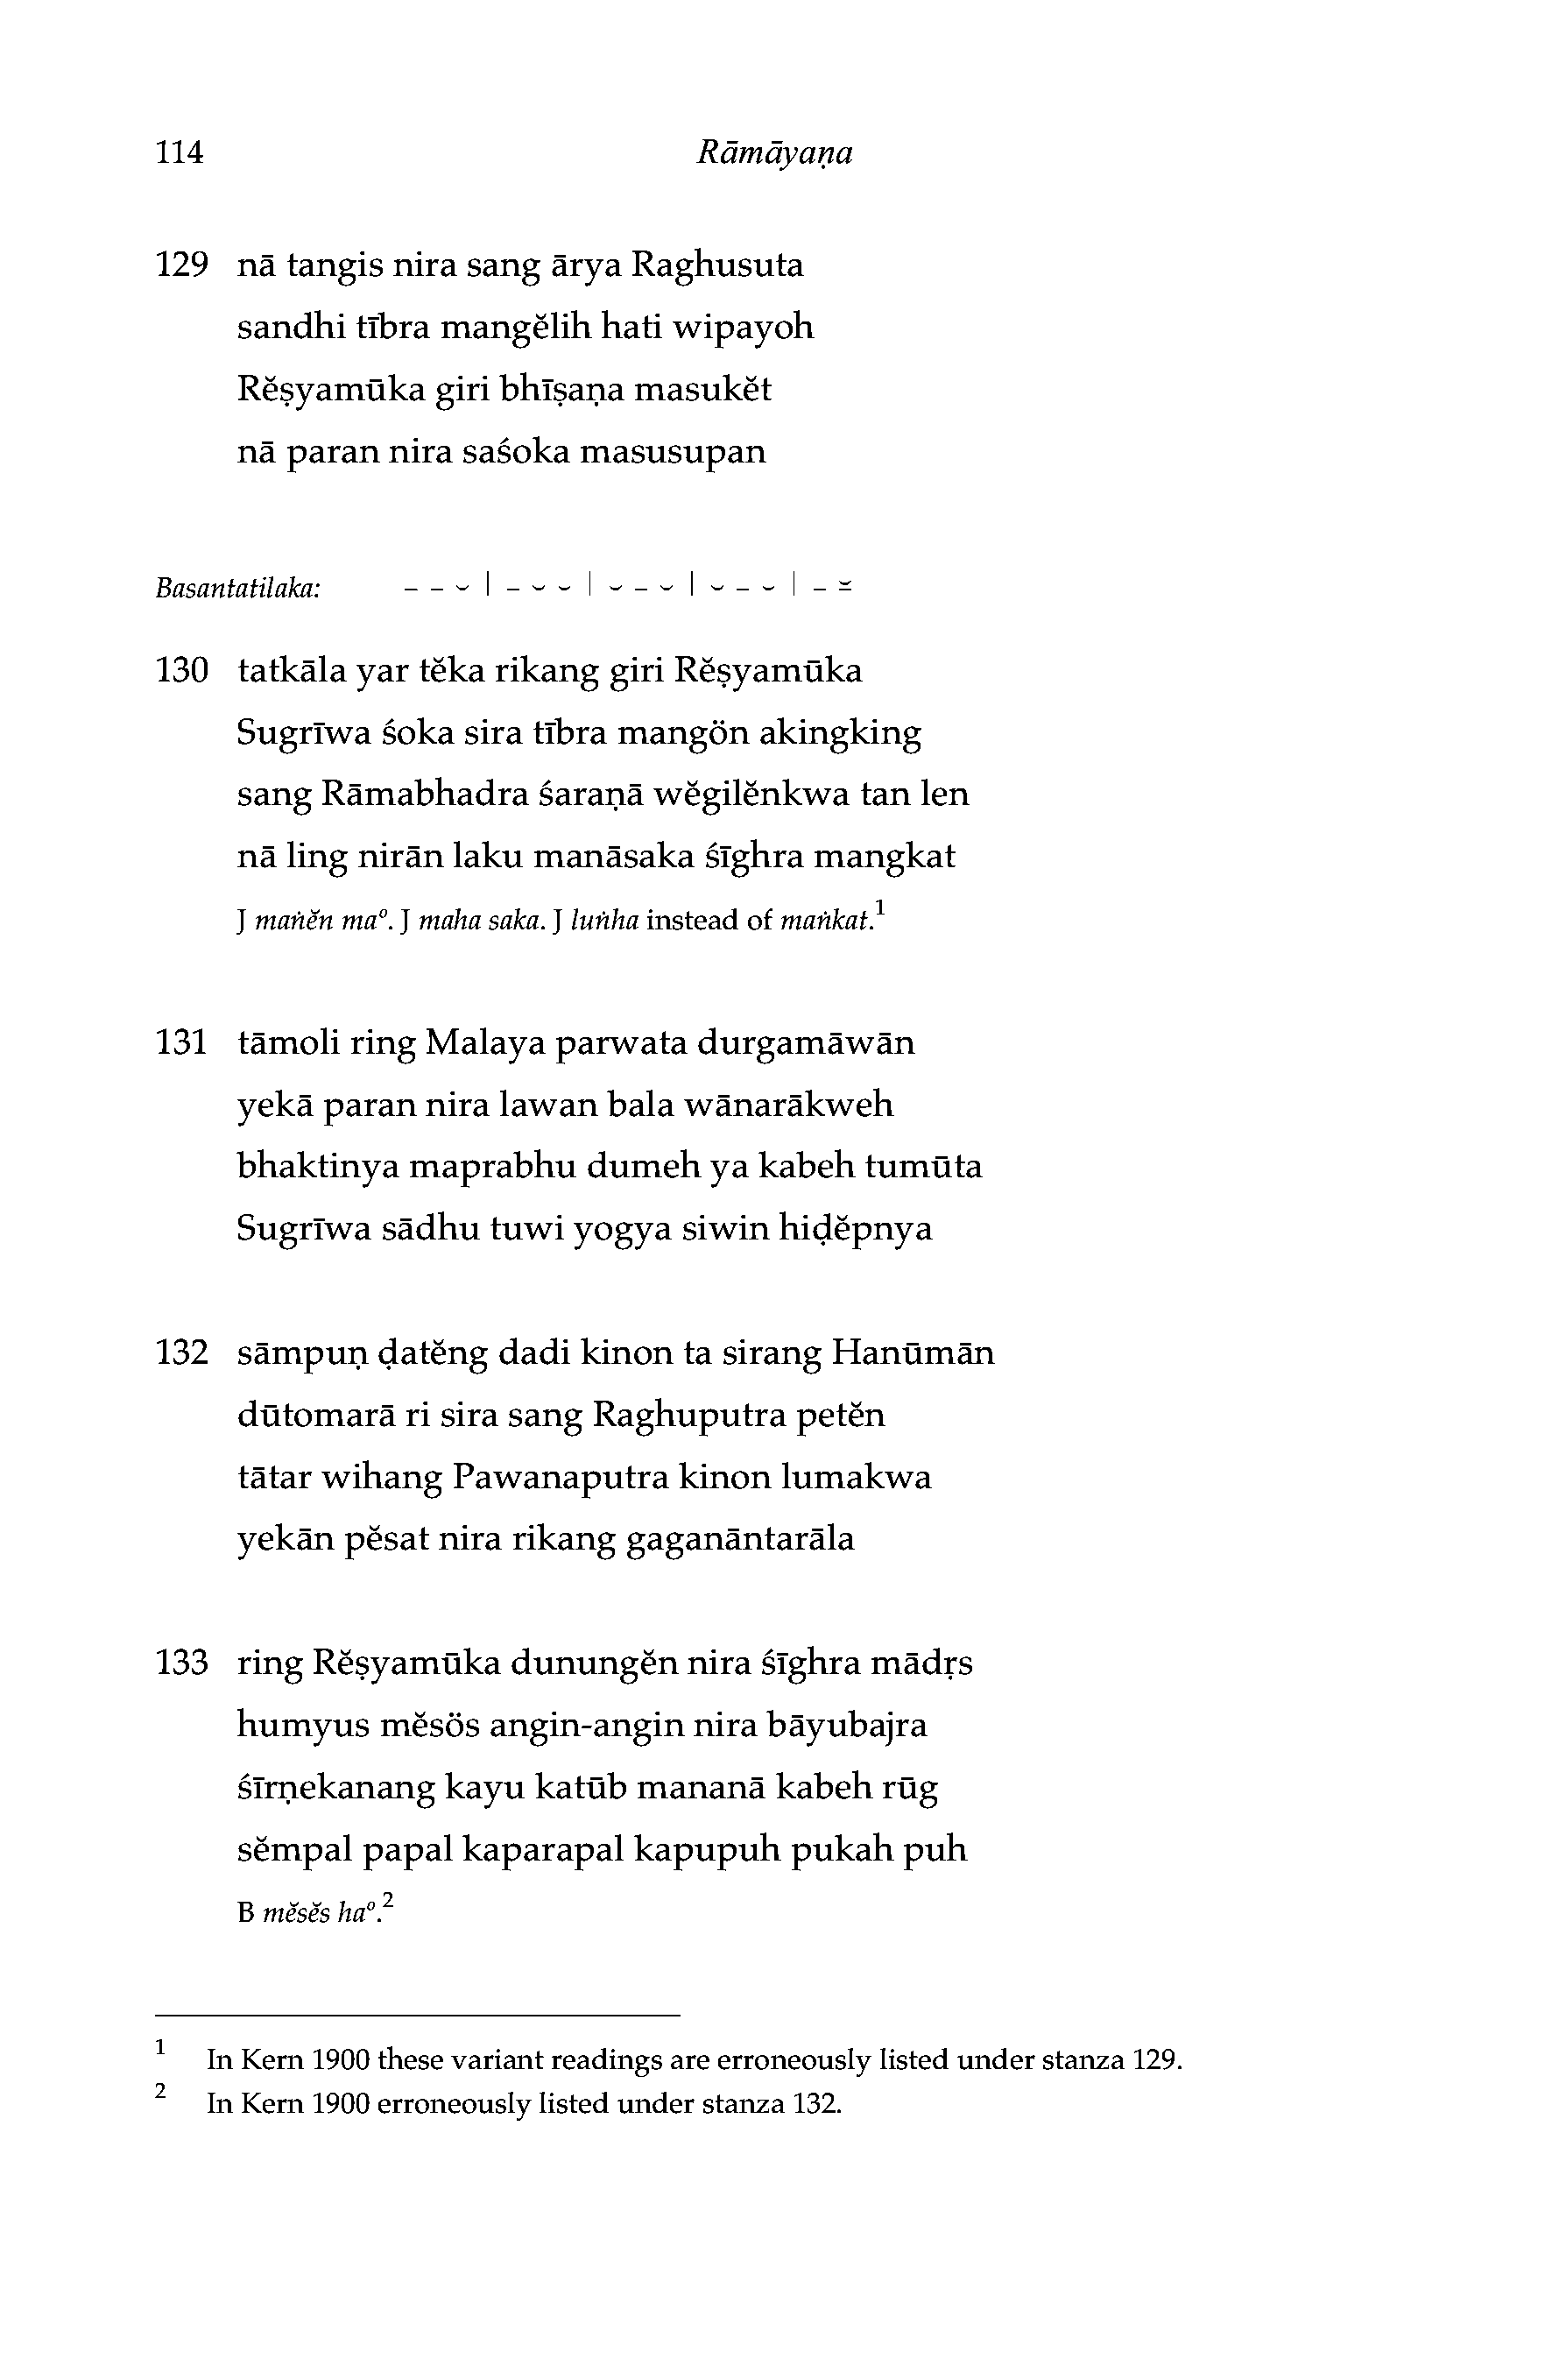 114 Rāmāyaṇa
129 nā tangis nira sang ārya Raghusuta
sandhi tībra mangĕlih hati wipayoh
Rĕṣyamūka giri bhīṣaṇa masukĕt
nā paran nira saśoka masusupan
Basantatilaka: – – ⏑ | – ⏑ ⏑ | ⏑ – ⏑ | ⏑ – ⏑ | – ⏓
130 tatkāla yar tĕka rikang giri Rĕṣyamūka
Sugrīwa śoka sira tībra mangön akingking
sang Rāmabhadra śaraṇā wĕgilĕnkwa tan len
nā ling nirān laku manāsaka śīghra mangkat
J maṅĕn maº. J maha saka. J luṅha instead of maṅkat.¹
131 tāmoli ring Malaya parwata durgamāwān
yekā paran nira lawan bala wānarākweh
bhaktinya maprabhu dumeh ya kabeh tumūta
Sugrīwa sādhu tuwi yogya siwin hiḍĕpnya
132 sāmpuṇ ḍatĕng dadi kinon ta sirang Hanūmān
dūtomarā ri sira sang Raghuputra petĕn
tātar wihang Pawanaputra kinon lumakwa
yekān pĕsat nira rikang gaganāntarāla
133 ring Rĕṣyamūka dunungĕn nira śīghra mādṛs
humyus mĕsös angin-angin nira bāyubajra
śīrṇekanang kayu katūb mananā kabeh rūg
sĕmpal papal kaparapal kapupuh pukah puh
B mĕsĕs haº.²
1 In Kern 1900 these variant readings are erroneously listed under stanza 129.
2 In Kern 1900 erroneously listed under stanza 132.